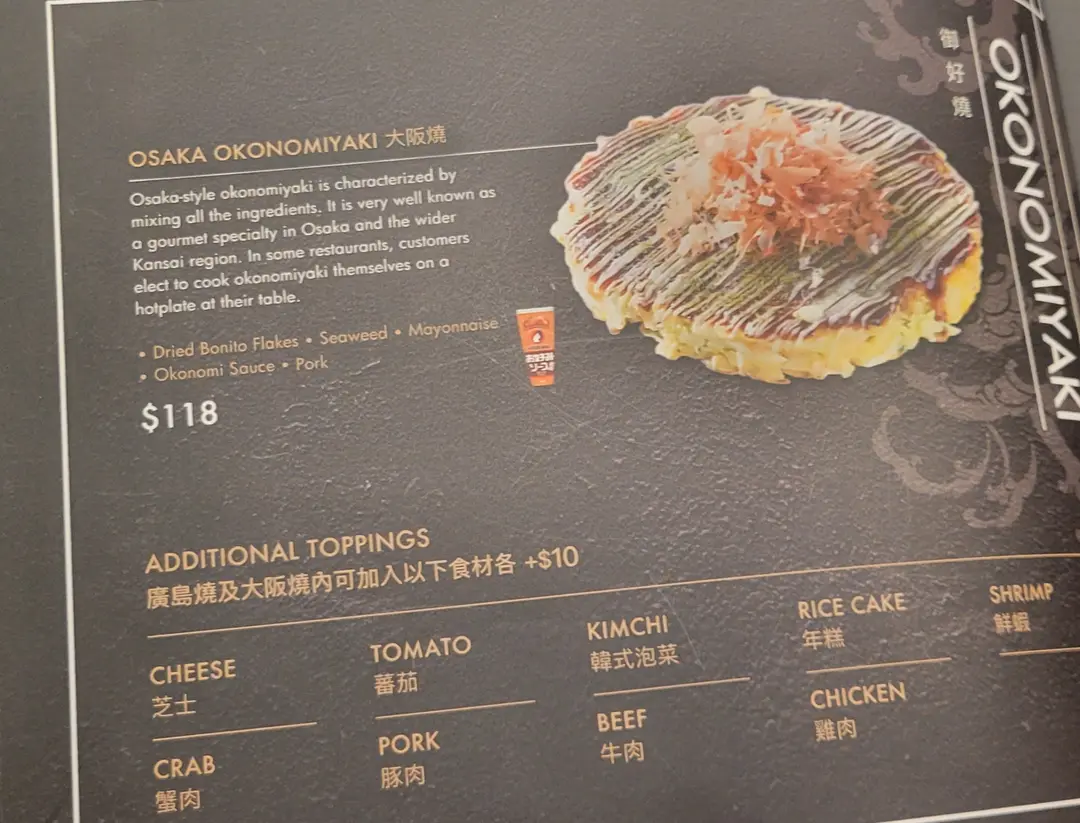 OSAKA OKONOMIYAKI 大阪燒
Osaka-style okonomiyaki is characterized by
mixing all the ingredients. It is very well known as
a gourmet specialty in Osaka and the wider
Kansai region. In some restaurants, customers
elect to cook okonomiyaki themselves on a
hotplate at their table.
• Dried Bonito Flakes • Seaweed • Mayonnaise
• Okonomi Sauce • Pork
$118
御好燒
OKONOMIYAKI
ADDITIONAL TOPPINGS
廣島燒及大阪燒內可加入以下食材各 +$10
CHEESE
芝士
TOMATO
蕃茄
KIMCHI
韓式泡菜
RICE CAKE
年糕
SHRIMP
鮮蝦
CRAB
蟹肉
PORK
豚肉
BEEF
牛肉
CHICKEN
雞肉